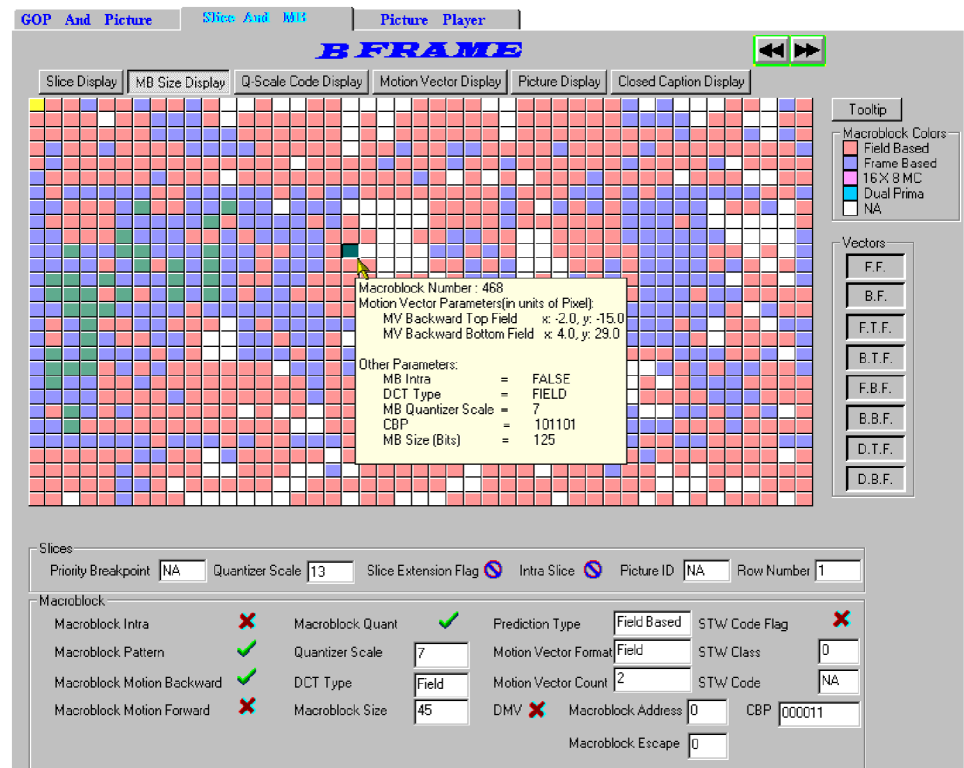 GOP And Picture
Slice And MB
Picture Player
B FRAME
Slice Display
MB Size Display
Q-Scale Code Display
Motion Vector Display
Picture Display
Closed Caption Display
Tooltip
Macroblock Colors
Field Based
Frame Based
16 X 8 MC
Dual Prima
NA
Vectors
F.F.
B.F.
F.T.F.
B.T.F.
F.B.F.
B.B.F.
D.T.F.
D.B.F.
Macroblock Number : 468
Motion Vector Parameters(in units of Pixel):
MV Backward Top Field x: -2.0, y: -15.0
MV Backward Bottom Field x: 4.0, y: 29.0
Other Parameters:
MB Intra = FALSE
DCT Type = FIELD
MB Quantizer Scale = 7
CBP = 101101
MB Size (Bits) = 125
Slices
Priority Breakpoint NA Quantizer Scale 13 Slice Extension Flag Intra Slice Picture ID NA Row Number 1
Macroblock
Macroblock Intra Macroblock Quant Prediction Type Field Based STW Code Flag
Macroblock Pattern Quantizer Scale 7 Motion Vector Format Field STW Class 0
Macroblock Motion Backward DCT Type Field Motion Vector Count 2 STW Code NA
Macroblock Motion Forward Macroblock Size 45 DMV Macroblock Address 0 CBP 000011
Macroblock Escape 0